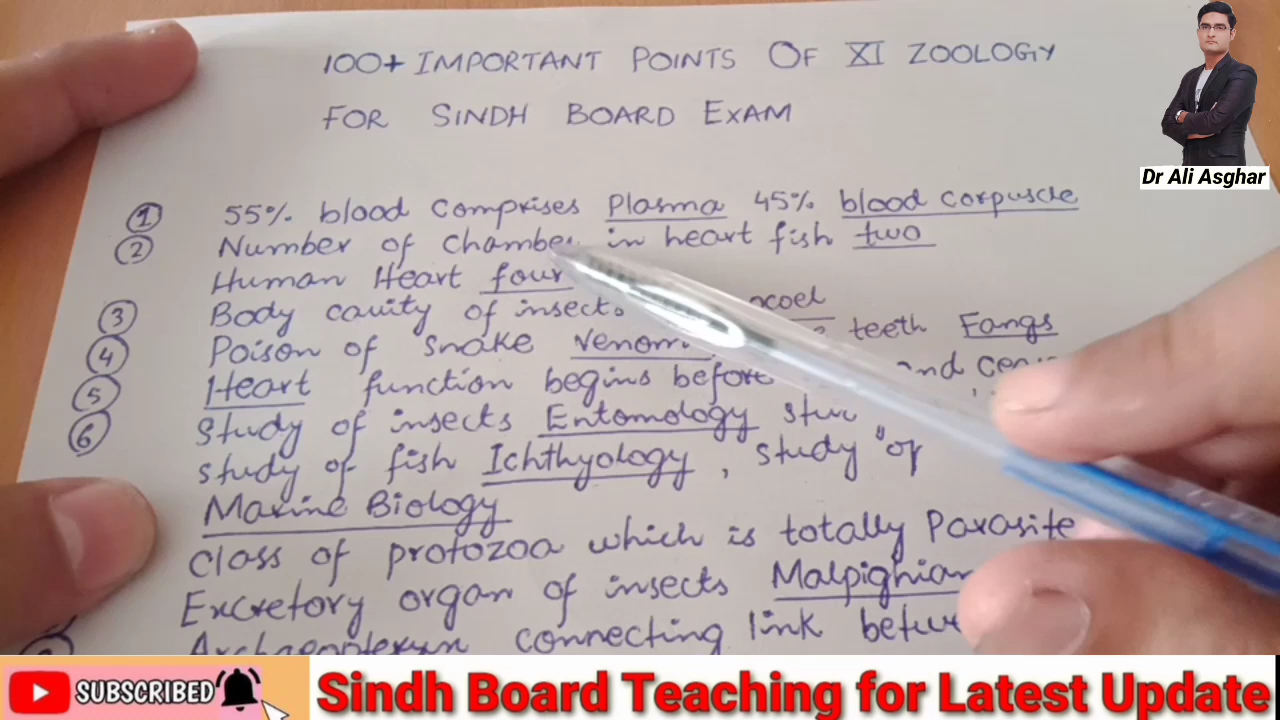 100+ IMPORTANT POINTS OF XI ZOOLOGY
FOR SINDH BOARD EXAM
Dr Ali Asghar
① 55% blood comprises Plasma 45% blood corpuscle
② Number of chamber in heart fish two
Human Heart four
③ Body cavity of insects
④ Poison of snake Venom teeth Fangs
⑤ Heart function begins before
⑥ Study of insects Entomology
study of fish Ichthyology, study of
Marine Biology
Class of protozoa which is totally Parasite
Excretory organ of insects Malpighian
connecting link
SUBSCRIBED
Sindh Board Teaching for Latest Update